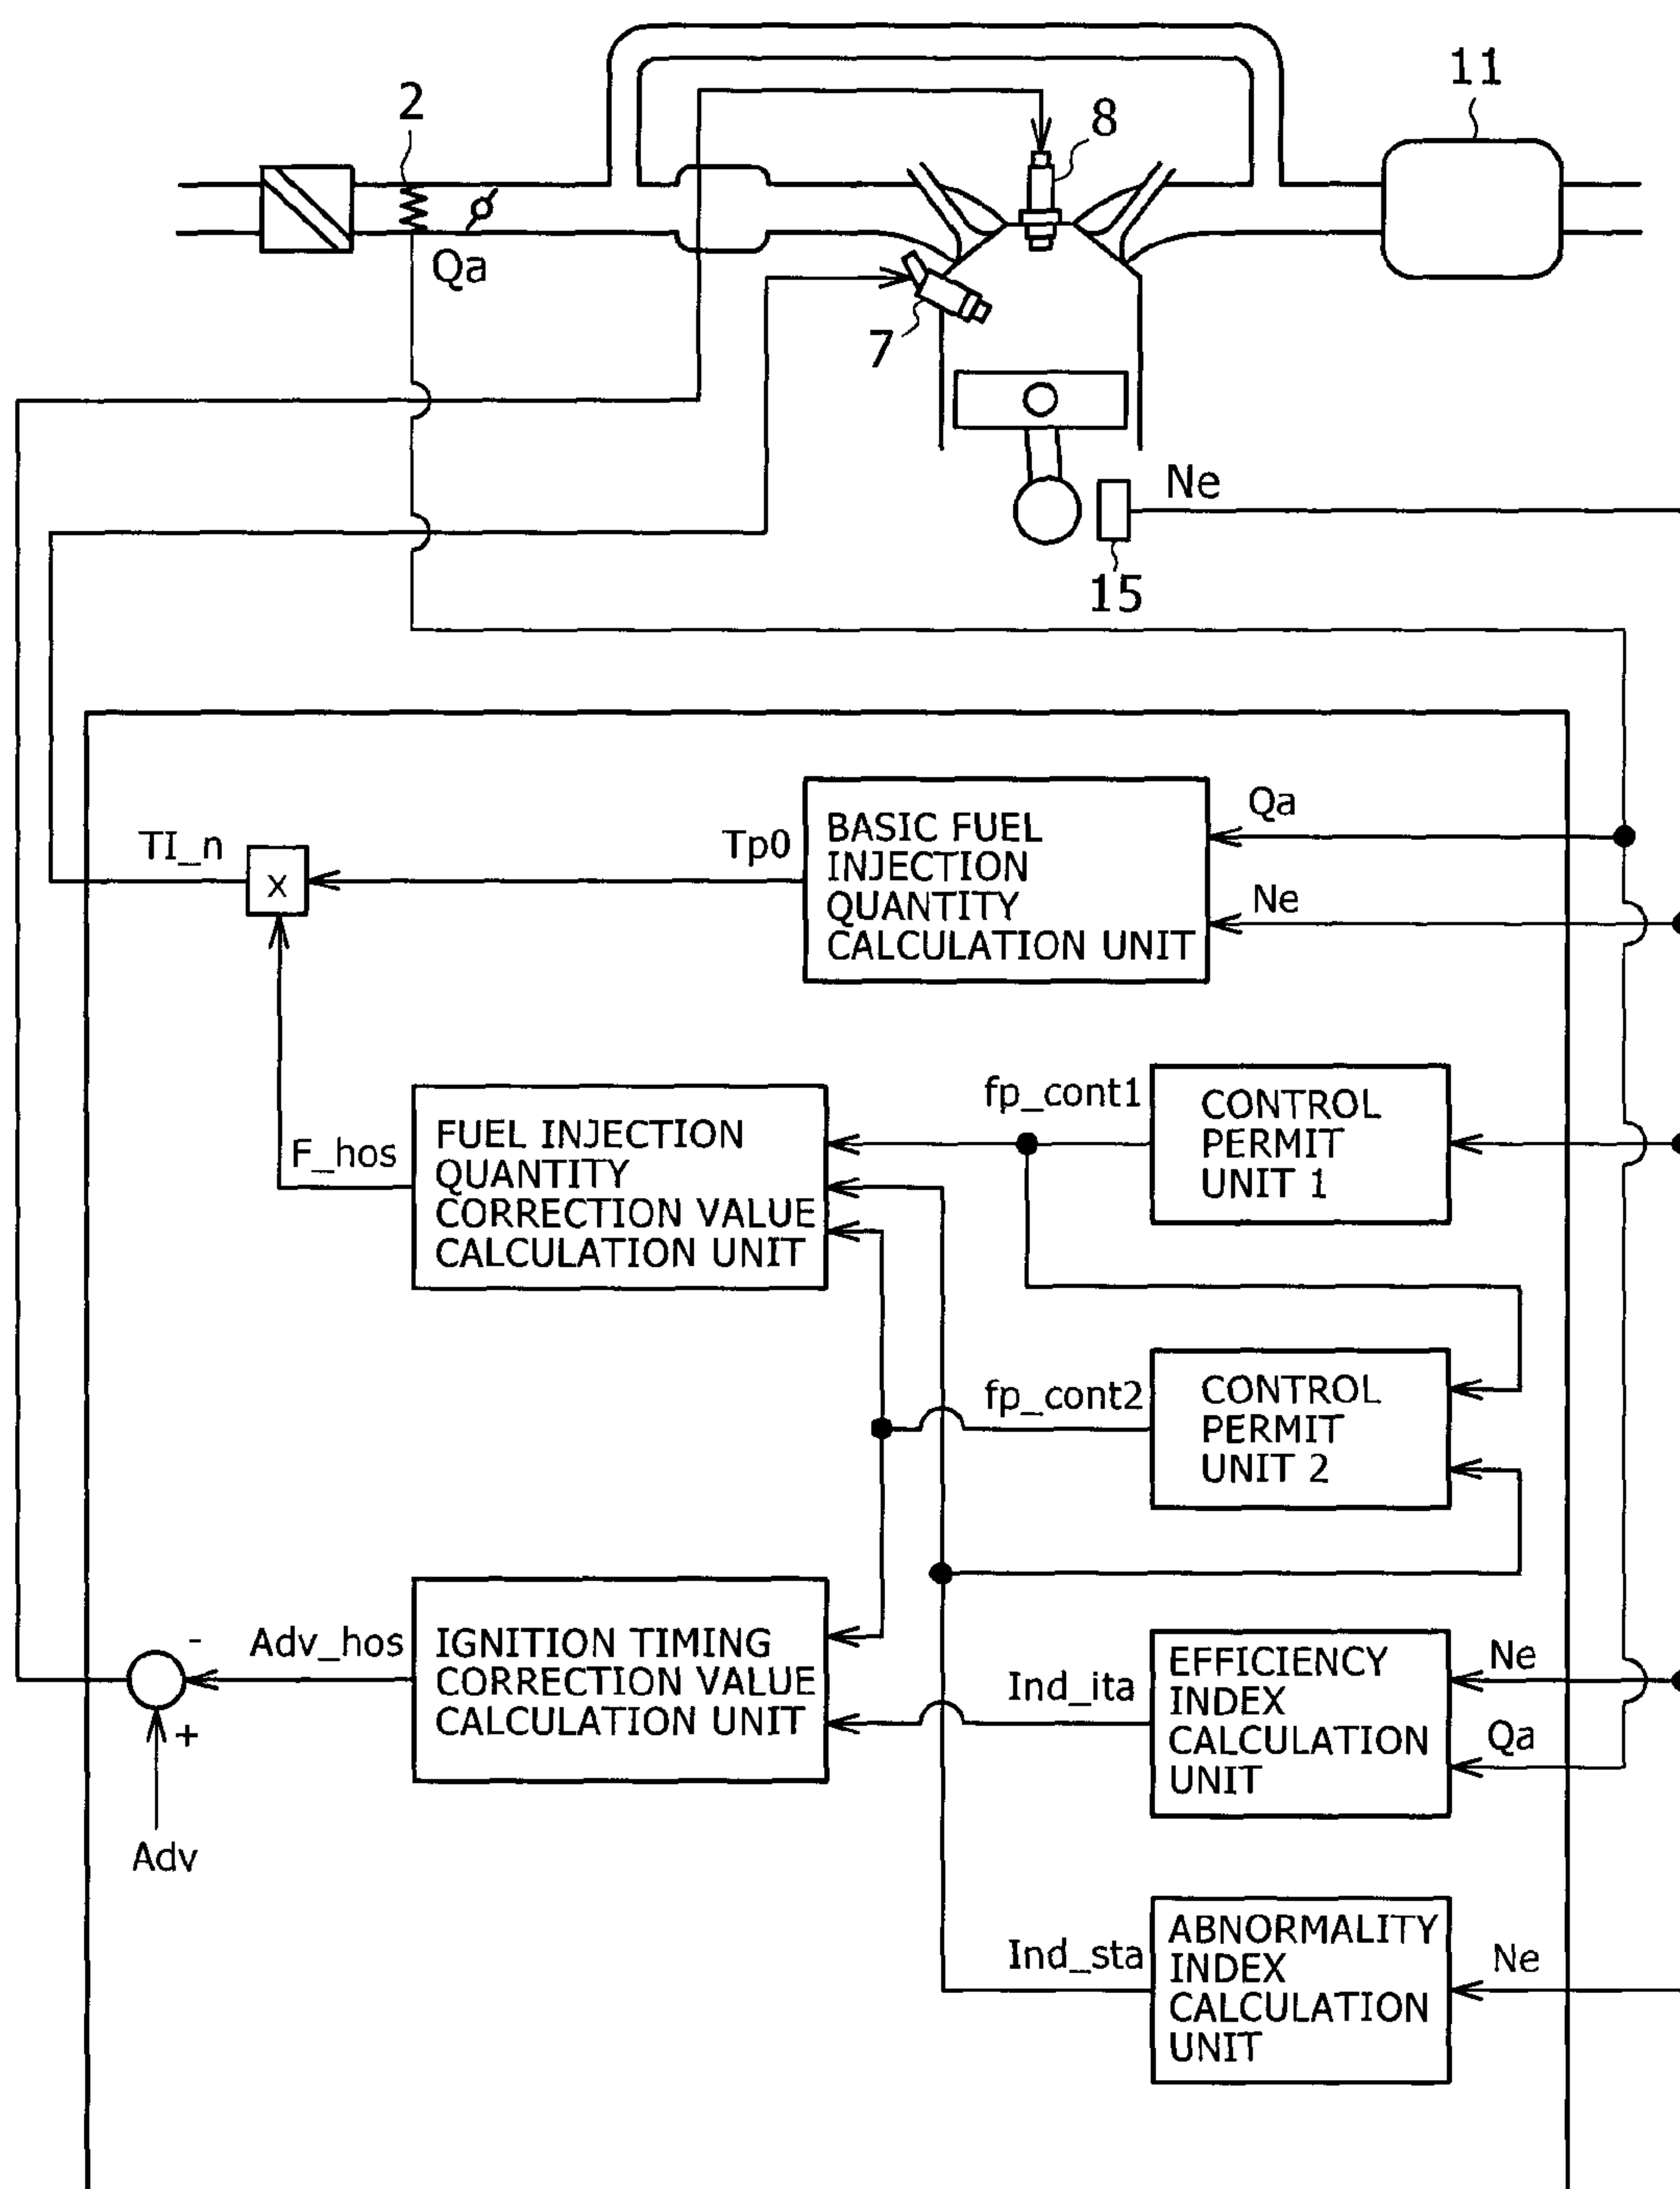 11
2
8
Qa
7
Ne
15
Qa
BASIC FUEL
INJECTION
QUANTITY
CALCULATION UNIT
Tp0
TI_n
x
Ne
fp_cont1
CONTROL
PERMIT
UNIT 1
FUEL INJECTION
QUANTITY
CORRECTION VALUE
CALCULATION UNIT
F_hos
fp_cont2
CONTROL
PERMIT
UNIT 2
-
Adv_hos
IGNITION TIMING
CORRECTION VALUE
CALCULATION UNIT
Ind_ita
EFFICIENCY
INDEX
CALCULATION
UNIT
Ne
Qa
+
Adv
Ind_sta
ABNORMALITY
INDEX
CALCULATION
UNIT
Ne